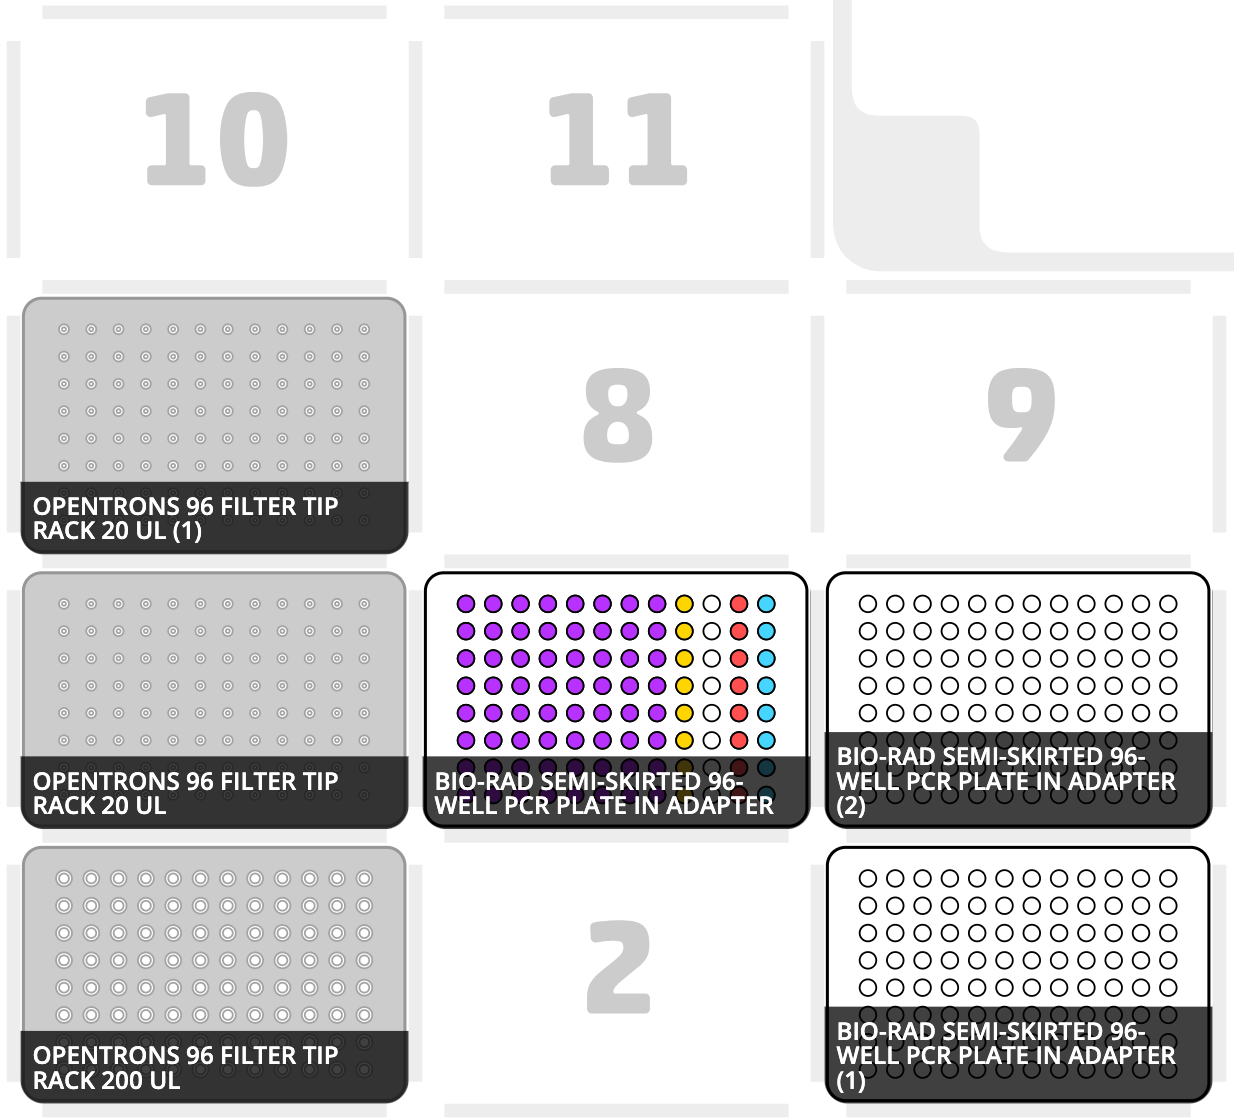 10
11
OPENTRONS 96 FILTER TIP
RACK 20 UL (1)
8
9
OPENTRONS 96 FILTER TIP
RACK 20 UL
BIO-RAD SEMI-SKIRTED 96-
WELL PCR PLATE IN ADAPTER
BIO-RAD SEMI-SKIRTED 96-
WELL PCR PLATE IN ADAPTER
(2)
OPENTRONS 96 FILTER TIP
RACK 200 UL
2
BIO-RAD SEMI-SKIRTED 96-
WELL PCR PLATE IN ADAPTER
(1)